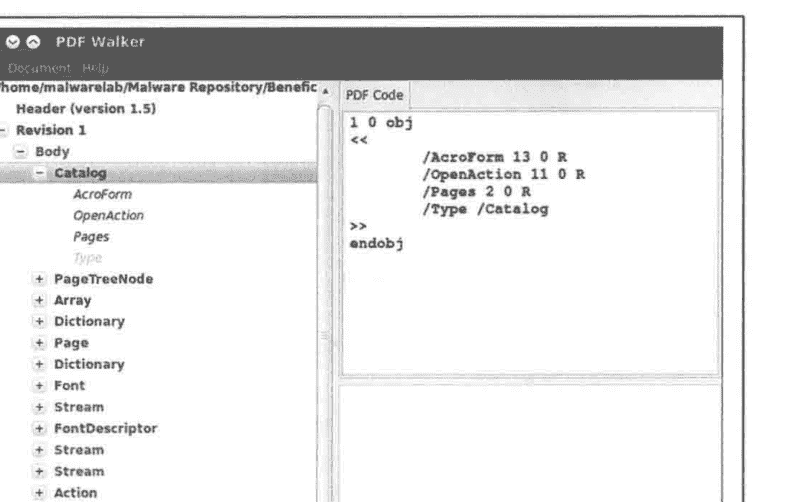 PDF Walker
Document Help
/home/malwarelab/Malware Repository/Benefic
Header (version 1.5)
Revision 1
Body
Catalog
AcroForm
OpenAction
Pages
Type
PageTreeNode
Array
Dictionary
Page
Dictionary
Font
Stream
FontDescriptor
Stream
Stream
Action
PDF Code
1 0 obj
<<
/AcroForm 13 0 R
/OpenAction 11 0 R
/Pages 2 0 R
/Type /Catalog
>>
endobj